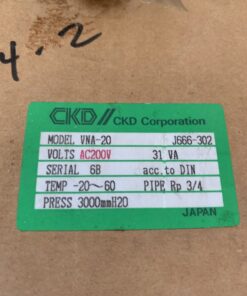 4.2
CKD// CKD Corporation
MODEL VNA-20 J666-302
VOLTS AC200V 31 VA
SERIAL 6B acc.to DIN
TEMP -20~60 PIPE Rp 3/4
PRESS 3000mmH20
JAPAN